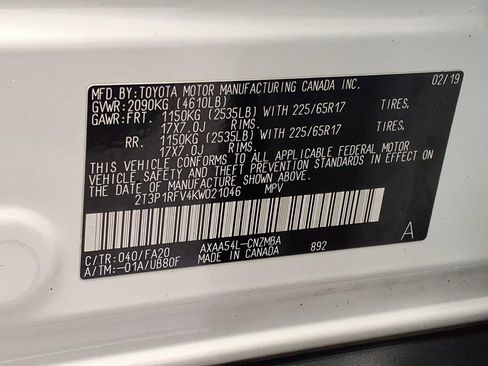 MFD.BY:TOYOTA MOTOR MANUFACTURING CANADA INC. 02/19
GVWR:2090KG (4610LB)
GAWR:FRT. 1150KG (2535LB) WITH 225/65R17 TIRES,
17X7.0J RIMS.
RR. 1150KG (2535LB) WITH 225/65R17 TIRES,
17X7.0J RIMS.
THIS VEHICLE CONFORMS TO ALL APPLICABLE FEDERAL MOTOR
VEHICLE SAFETY AND THEFT PREVENTION STANDARDS IN EFFECT
ON THE DATE OF MANUFACTURE SHOWN ABOVE.
2T3P1RFV4KW021046 MPV
C/TR:040/FA20 AXAA54L-CNZMBA 892 A
A/TM:-01A/UB80F MADE IN CANADA